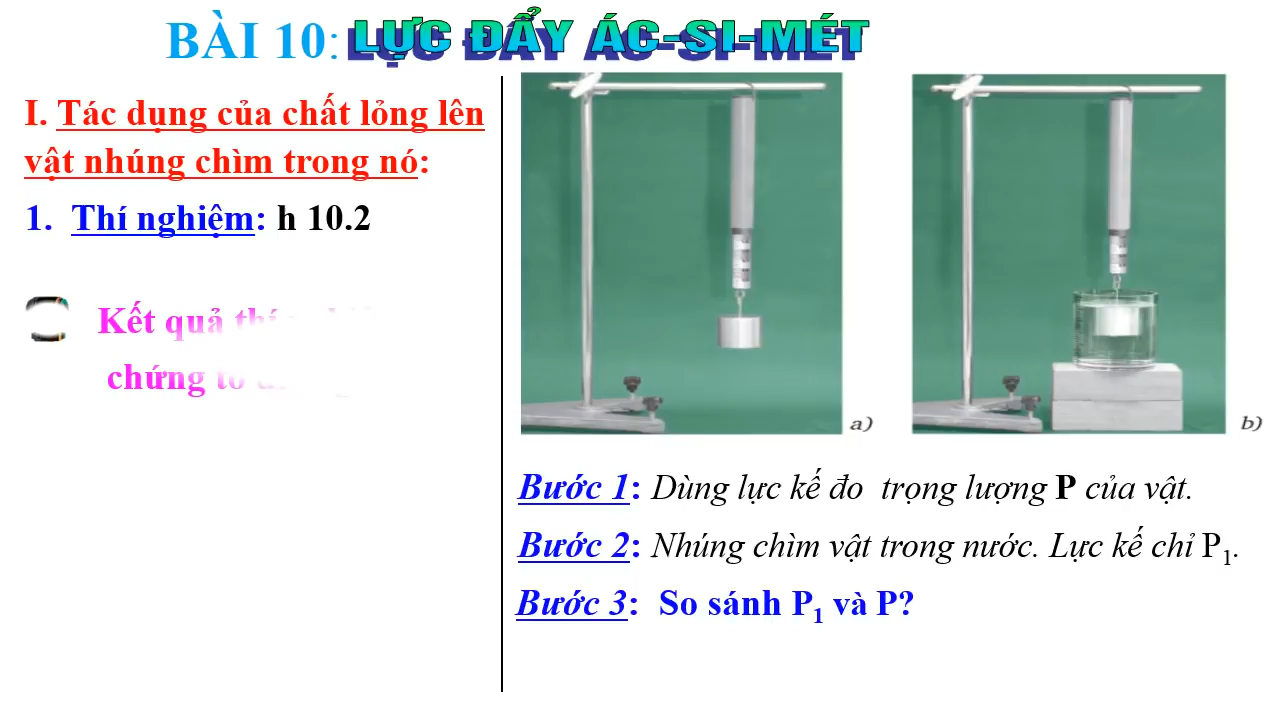 BÀI 10: LỰC ĐẨY ÁC-SI-MÉT
I. Tác dụng của chất lỏng lên
vật nhúng chìm trong nó:
1. Thí nghiệm: h 10.2
Kết quả
chứng tỏ
a)
b)
Bước 1: Dùng lực kế đo trọng lượng P của vật.
Bước 2: Nhúng chìm vật trong nước. Lực kế chỉ P₁.
Bước 3: So sánh P₁ và P?